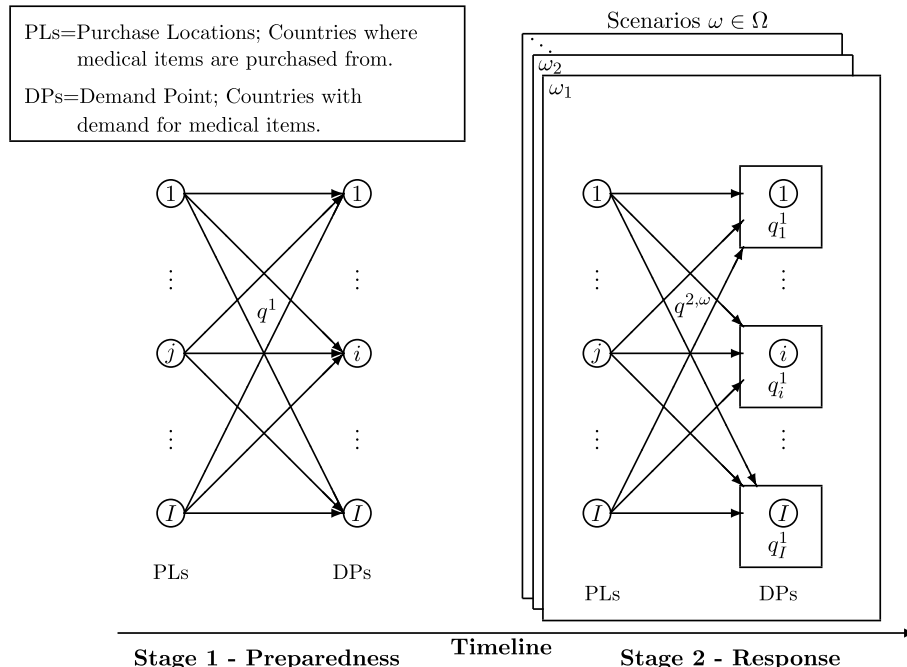 PLs=Purchase Locations; Countries where
medical items are purchased from.
DPs=Demand Point; Countries with
demand for medical items.
Scenarios ω ∈ Ω
⋱
ω₂
ω₁
1 1
⋮ ⋮
q¹
j i
⋮ ⋮
I I
PLs DPs
1 1
q₁¹
⋮ ⋮
q^{2,ω}
j i
qᵢ¹
⋮ ⋮
I I
q_I¹
PLs DPs
Timeline
Stage 1 - Preparedness
Stage 2 - Response